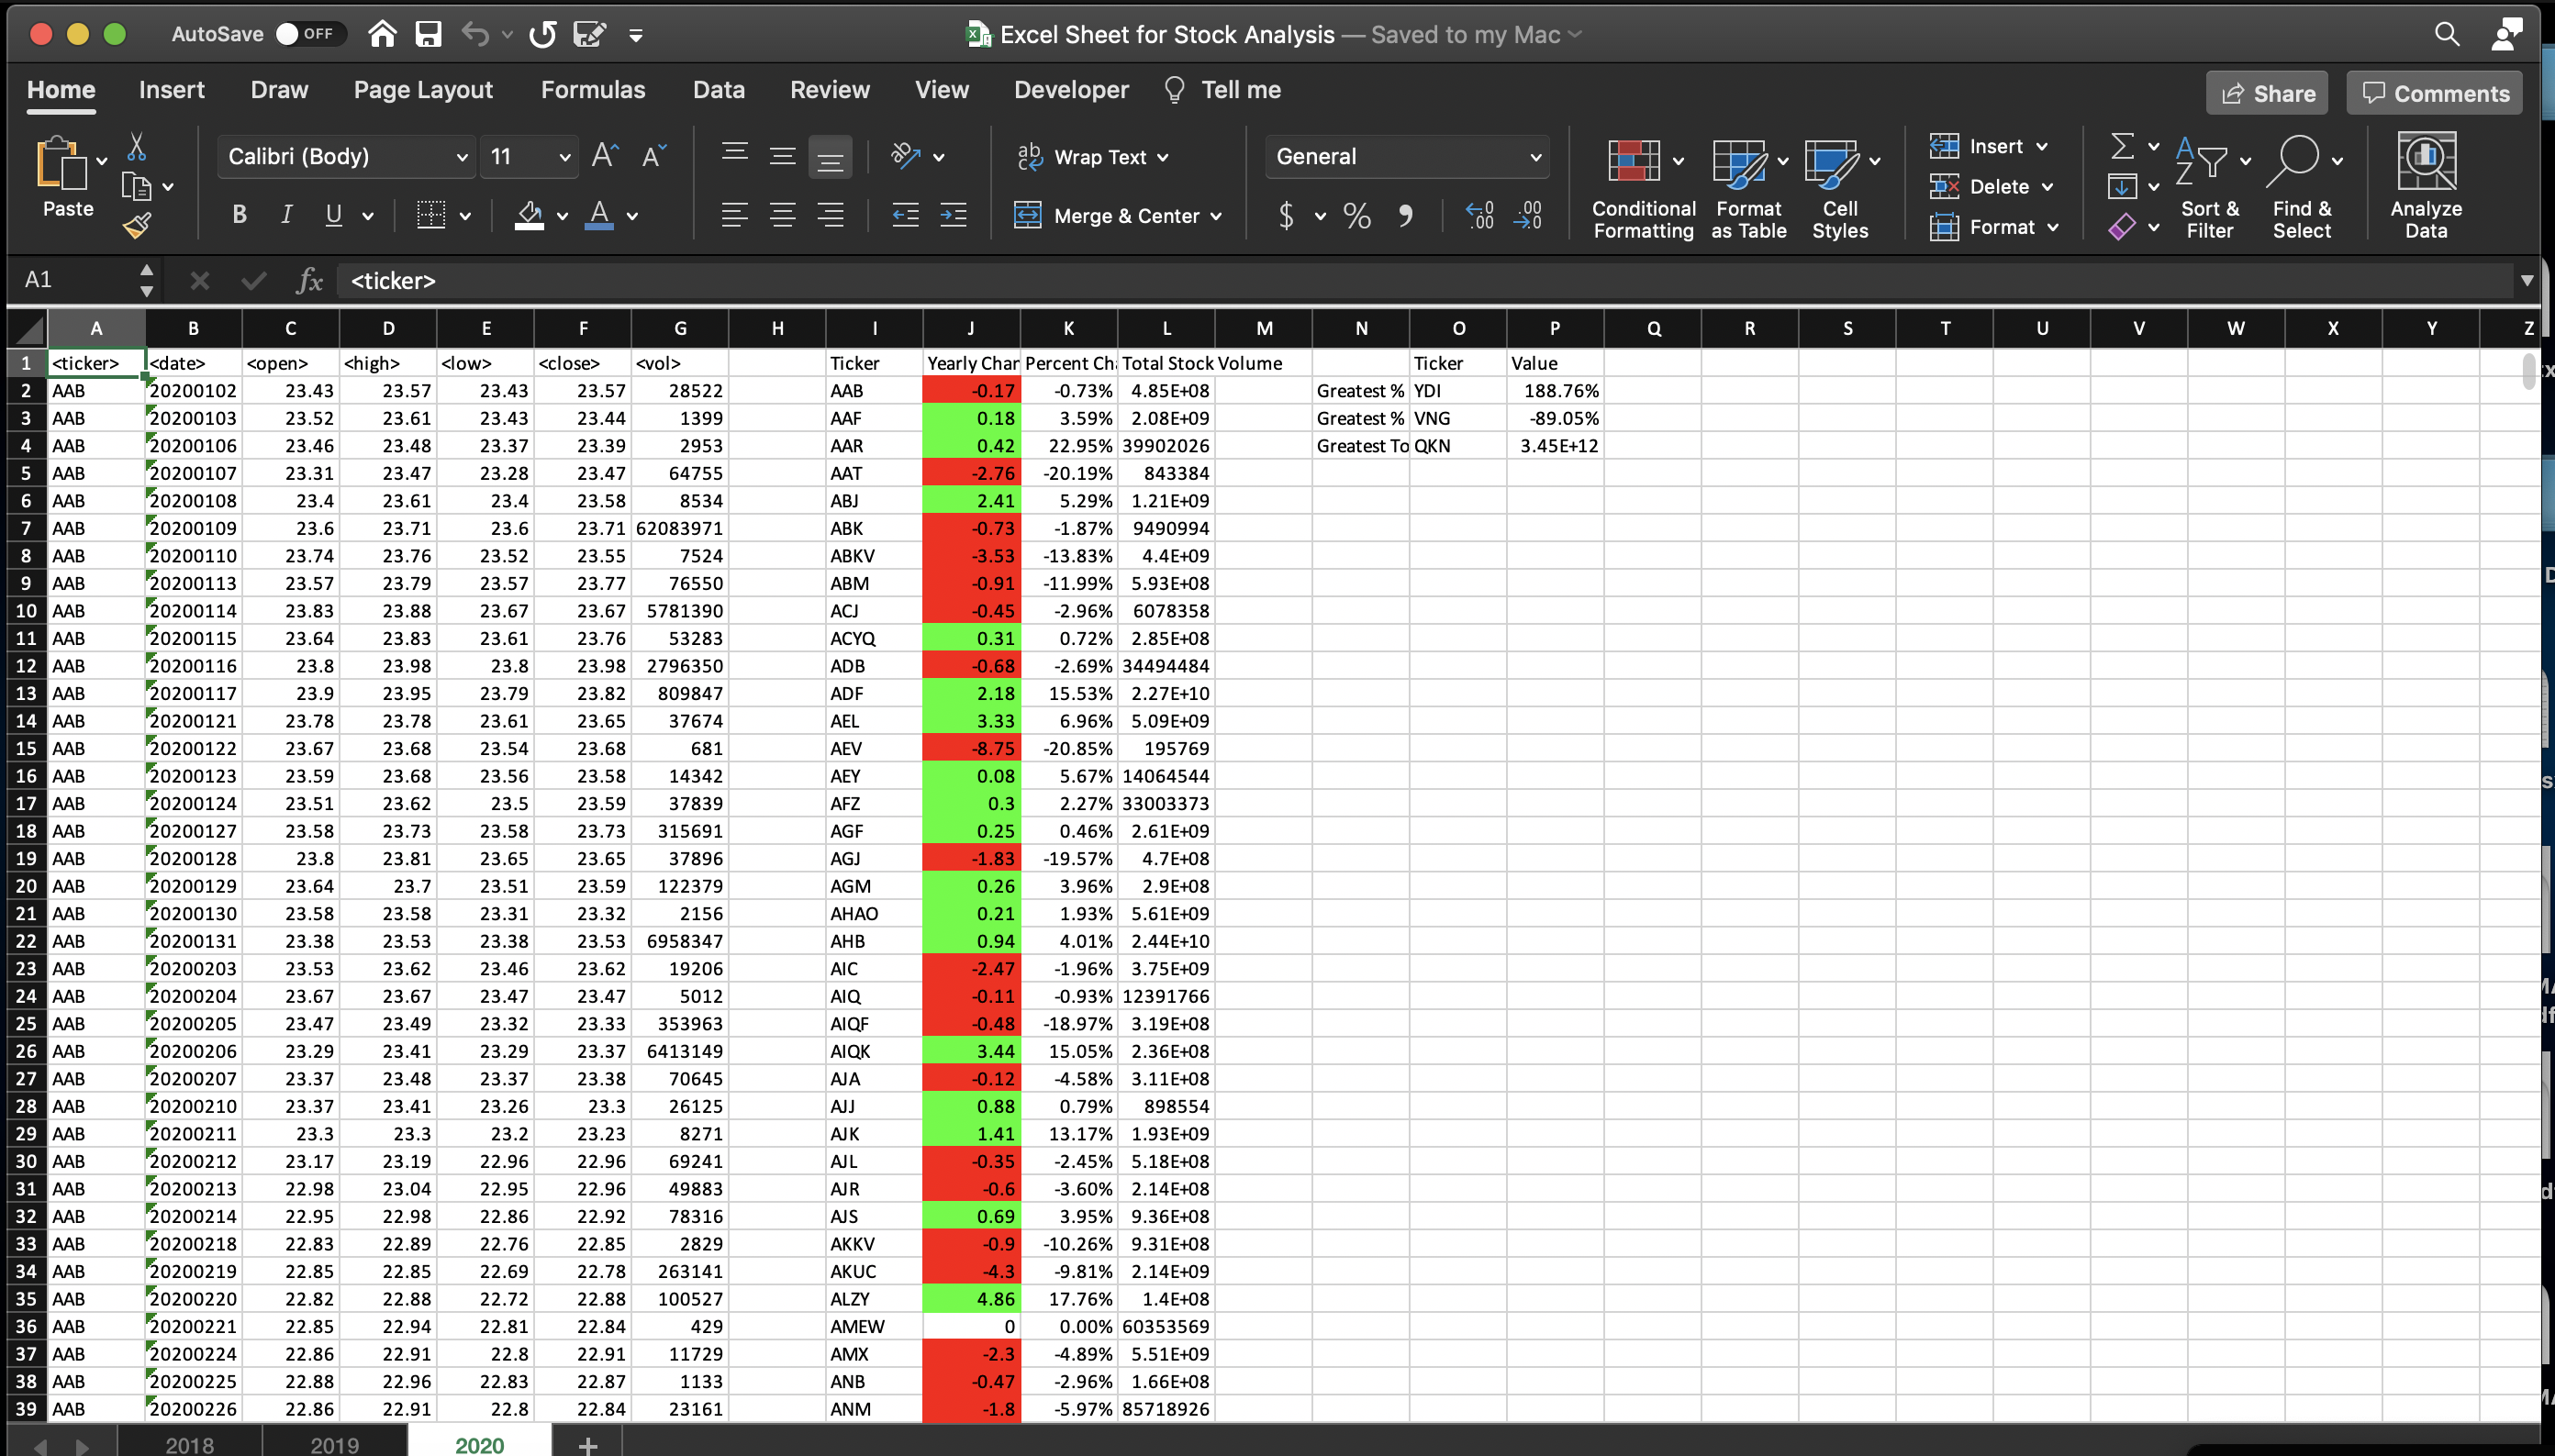 AutoSave OFF Excel Sheet for Stock Analysis — Saved to my Mac
Home Insert Draw Page Layout Formulas Data Review View Developer Tell me Share Comments
Paste Calibri (Body) 11 Wrap Text General Conditional Formatting Format as Table Cell Styles Insert Sort & Filter Find & Select Analyze Data
B I U Merge & Center $ % Delete
Format
A1 fx <ticker>
A B C D E F G H I J K L M N O P Q R S T U V W X Y Z
1 <ticker> <date> <open> <high> <low> <close> <vol> Ticker Yearly Char Percent Ch Total Stock Volume Ticker Value
2 AAB 20200102 23.43 23.57 23.43 23.57 28522 AAB -0.17 -0.73% 4.85E+08 Greatest % YDI 188.76%
3 AAB 20200103 23.52 23.61 23.43 23.44 1399 AAF 0.18 3.59% 2.08E+09 Greatest % VNG -89.05%
4 AAB 20200106 23.46 23.48 23.37 23.39 2953 AAR 0.42 22.95% 39902026 Greatest To QKN 3.45E+12
5 AAB 20200107 23.31 23.47 23.28 23.47 64755 AAT -2.76 -20.19% 843384
6 AAB 20200108 23.4 23.61 23.4 23.58 8534 ABJ 2.41 5.29% 1.21E+09
7 AAB 20200109 23.6 23.71 23.6 23.71 62083971 ABK -0.73 -1.87% 9490994
8 AAB 20200110 23.74 23.76 23.52 23.55 7524 ABKV -3.53 -13.83% 4.4E+09
9 AAB 20200113 23.57 23.79 23.57 23.77 76550 ABM -0.91 -11.99% 5.93E+08
10 AAB 20200114 23.83 23.88 23.67 23.67 5781390 ACJ -0.45 -2.96% 6078358
11 AAB 20200115 23.64 23.83 23.61 23.76 53283 ACYQ 0.31 0.72% 2.85E+08
12 AAB 20200116 23.8 23.98 23.8 23.98 2796350 ADB -0.68 -2.69% 34494484
13 AAB 20200117 23.9 23.95 23.79 23.82 809847 ADF 2.18 15.53% 2.27E+10
14 AAB 20200121 23.78 23.78 23.61 23.65 37674 AEL 3.33 6.96% 5.09E+09
15 AAB 20200122 23.67 23.68 23.54 23.68 681 AEV -8.75 -20.85% 195769
16 AAB 20200123 23.59 23.68 23.56 23.58 14342 AEY 0.08 5.67% 14064544
17 AAB 20200124 23.51 23.62 23.5 23.59 37839 AFZ 0.3 2.27% 33003373
18 AAB 20200127 23.58 23.73 23.58 23.73 315691 AGF 0.25 0.46% 2.61E+09
19 AAB 20200128 23.8 23.81 23.65 23.65 37896 AGJ -1.83 -19.57% 4.7E+08
20 AAB 20200129 23.64 23.7 23.51 23.59 122379 AGM 0.26 3.96% 2.9E+08
21 AAB 20200130 23.58 23.58 23.31 23.32 2156 AHAO 0.21 1.93% 5.61E+09
22 AAB 20200131 23.38 23.53 23.38 23.53 6958347 AHB 0.94 4.01% 2.44E+10
23 AAB 20200203 23.53 23.62 23.46 23.62 19206 AIC -2.47 -1.96% 3.75E+09
24 AAB 20200204 23.67 23.67 23.47 23.47 5012 AIQ -0.11 -0.93% 12391766
25 AAB 20200205 23.47 23.49 23.32 23.33 353963 AIQF -0.48 -18.97% 3.19E+08
26 AAB 20200206 23.29 23.41 23.29 23.37 6413149 AIQK 3.44 15.05% 2.36E+08
27 AAB 20200207 23.37 23.48 23.37 23.38 70645 AJA -0.12 -4.58% 3.11E+08
28 AAB 20200210 23.37 23.41 23.26 23.3 26125 AJJ 0.88 0.79% 898554
29 AAB 20200211 23.3 23.3 23.2 23.23 8271 AJK 1.41 13.17% 1.93E+09
30 AAB 20200212 23.17 23.19 22.96 22.96 69241 AJL -0.35 -2.45% 5.18E+08
31 AAB 20200213 22.98 23.04 22.95 22.96 49883 AJR -0.6 -3.60% 2.14E+08
32 AAB 20200214 22.95 22.98 22.86 22.92 78316 AJS 0.69 3.95% 9.36E+08
33 AAB 20200218 22.83 22.89 22.76 22.85 2829 AKKV -0.9 -10.26% 9.31E+08
34 AAB 20200219 22.85 22.85 22.69 22.78 263141 AKUC -4.3 -9.81% 2.14E+09
35 AAB 20200220 22.82 22.88 22.72 22.88 100527 ALZY 4.86 17.76% 1.4E+08
36 AAB 20200221 22.85 22.94 22.81 22.84 429 AMEW 0 0.00% 60353569
37 AAB 20200224 22.86 22.91 22.8 22.91 11729 AMX -2.3 -4.89% 5.51E+09
38 AAB 20200225 22.88 22.96 22.83 22.87 1133 ANB -0.47 -2.96% 1.66E+08
39 AAB 20200226 22.86 22.91 22.8 22.84 23161 ANM -1.8 -5.97% 85718926
2018 2019 2020 +